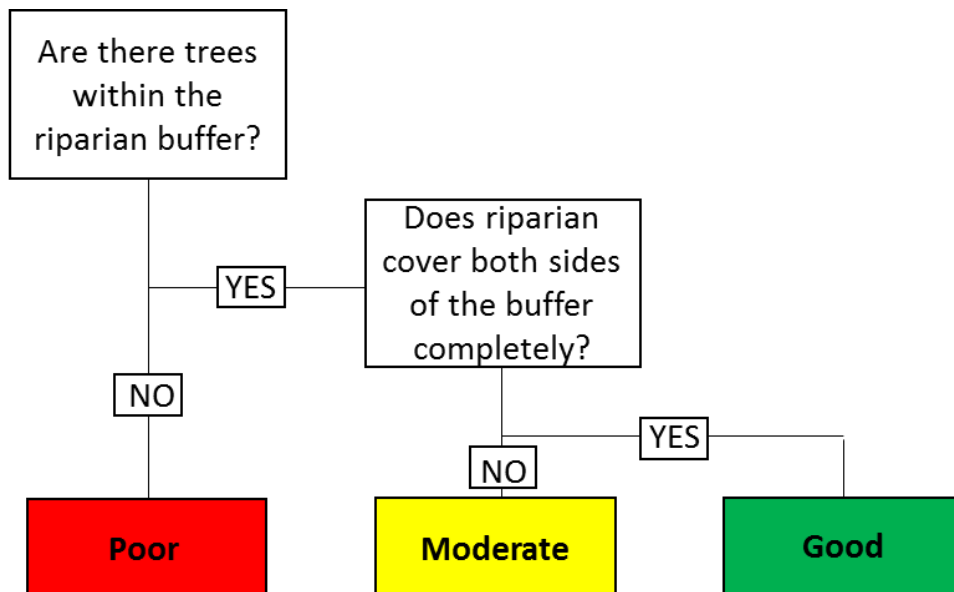 Are there trees
within the
riparian buffer?
Does riparian
cover both sides
of the buffer
completely?
YES
NO
YES
NO
Poor
Moderate
Good